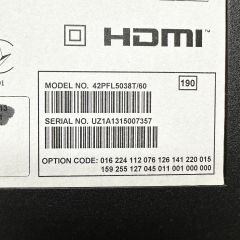 HDMI
MODEL NO. 42PFL5038T/60
190
SERIAL NO. UZ1A1315007357
OPTION CODE: 016 224 112 076 126 141 220 015
159 255 127 045 011 001 000 000